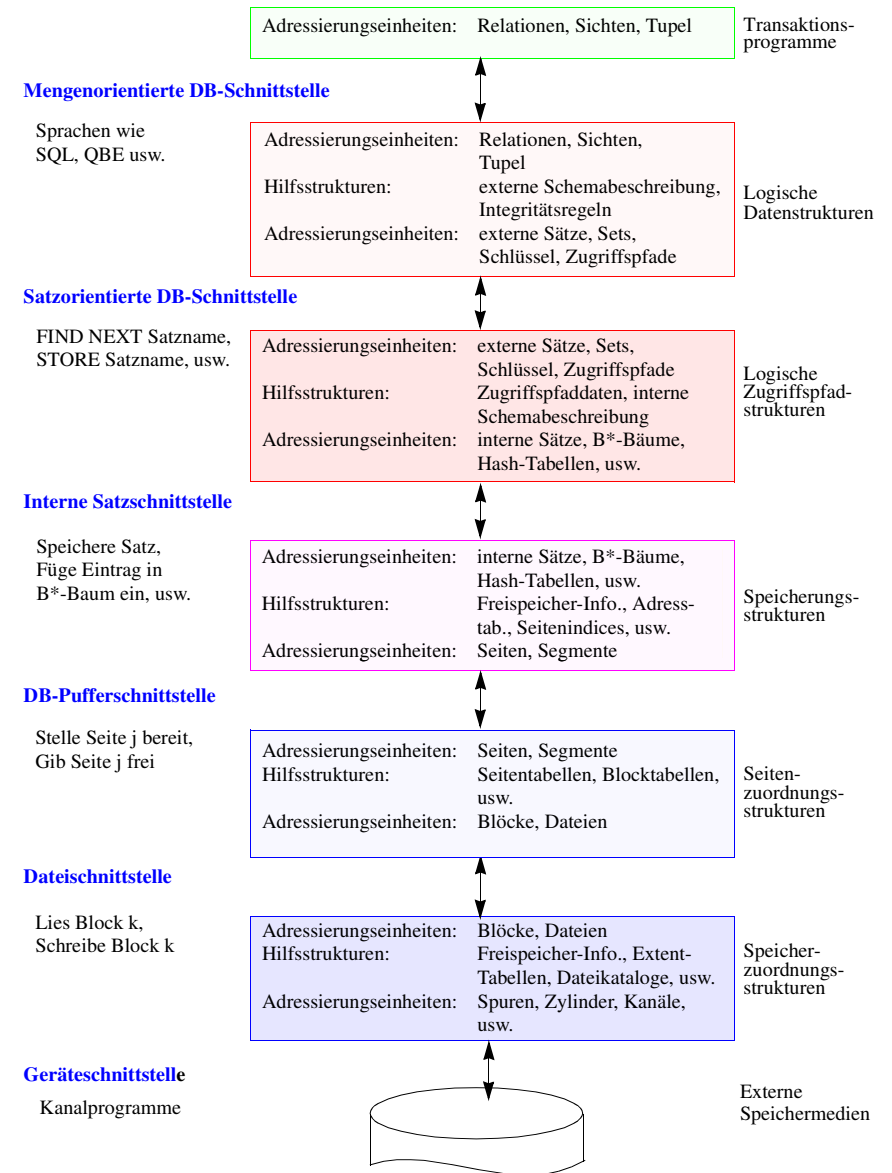 Adressierungseinheiten: Relationen, Sichten, Tupel
Transaktions-
programme
Mengenorientierte DB-Schnittstelle
Sprachen wie
SQL, QBE usw.
Adressierungseinheiten: Relationen, Sichten,
Tupel
Hilfsstrukturen: externe Schemabeschreibung,
Integritätsregeln
Adressierungseinheiten: externe Sätze, Sets,
Schlüssel, Zugriffspfade
Logische
Datenstrukturen
Satzorientierte DB-Schnittstelle
FIND NEXT Satzname,
STORE Satzname, usw.
Adressierungseinheiten: externe Sätze, Sets,
Schlüssel, Zugriffspfade
Hilfsstrukturen: Zugriffspfaddaten, interne
Schemabeschreibung
Adressierungseinheiten: interne Sätze, B*-Bäume,
Hash-Tabellen, usw.
Logische
Zugriffspfad-
strukturen
Interne Satzschnittstelle
Speichere Satz,
Füge Eintrag in
B*-Baum ein, usw.
Adressierungseinheiten: interne Sätze, B*-Bäume,
Hash-Tabellen, usw.
Hilfsstrukturen: Freispeicher-Info., Adress-
tab., Seitenindices, usw.
Adressierungseinheiten: Seiten, Segmente
Speicherungs-
strukturen
DB-Pufferschnittstelle
Stelle Seite j bereit,
Gib Seite j frei
Adressierungseinheiten: Seiten, Segmente
Hilfsstrukturen: Seitentabellen, Blocktabellen,
usw.
Adressierungseinheiten: Blöcke, Dateien
Seiten-
zuordnungs-
strukturen
Dateischnittstelle
Lies Block k,
Schreibe Block k
Adressierungseinheiten: Blöcke, Dateien
Hilfsstrukturen: Freispeicher-Info., Extent-
Tabellen, Dateikataloge, usw.
Adressierungseinheiten: Spuren, Zylinder, Kanäle,
usw.
Speicher-
zuordnungs-
strukturen
Geräteschnittstelle
Kanalprogramme
Externe
Speichermedien